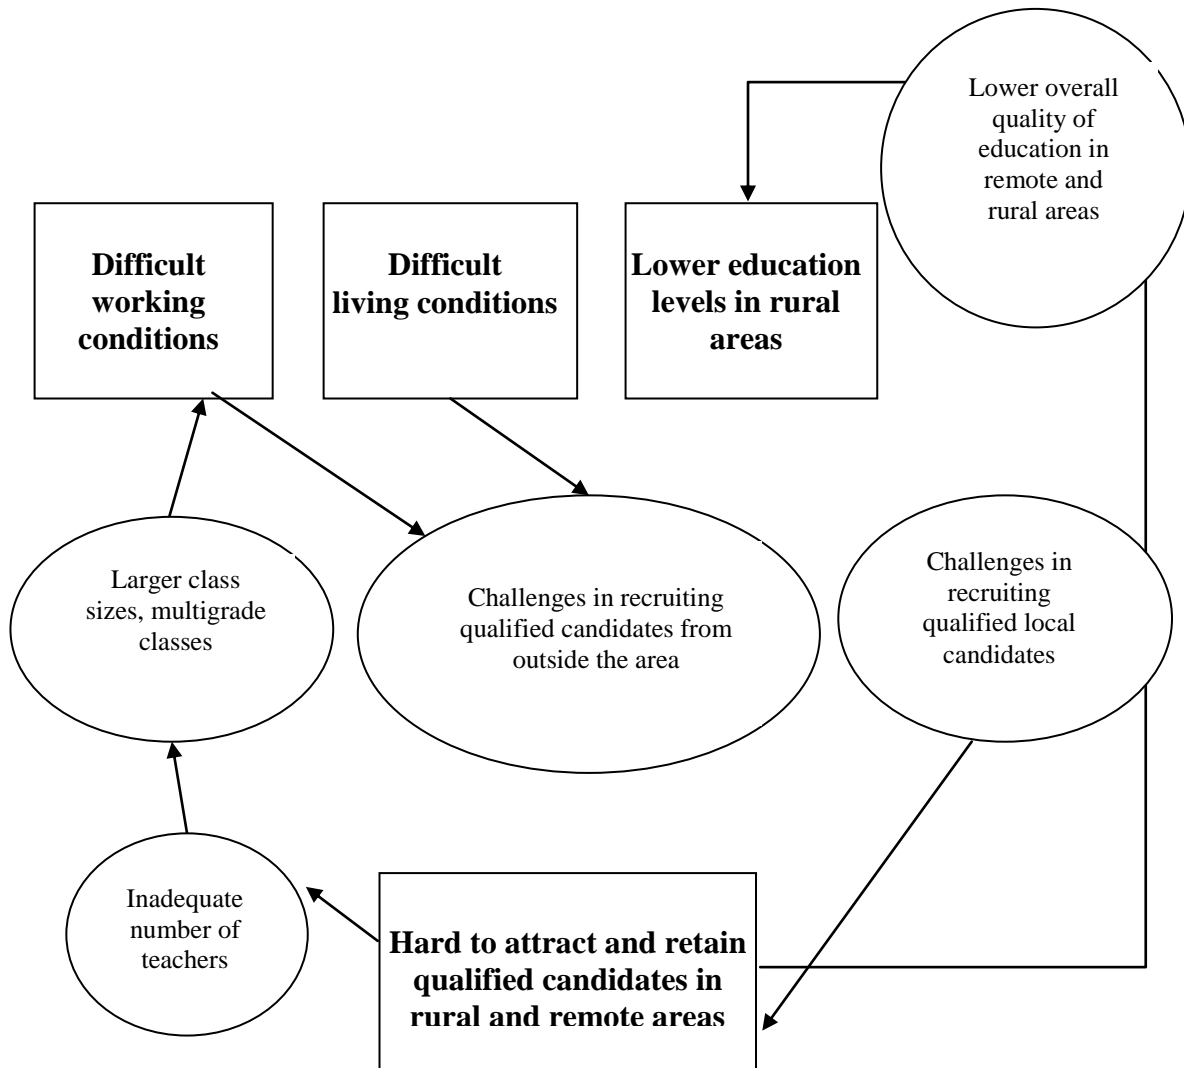 Lower overall
quality of
education in
remote and
rural areas
Difficult
working
conditions
Difficult
living conditions
Lower education
levels in rural
areas
Larger class
sizes, multigrade
classes
Challenges in recruiting
qualified candidates from
outside the area
Challenges in
recruiting
qualified local
candidates
Inadequate
number of
teachers
Hard to attract and retain
qualified candidates in
rural and remote areas